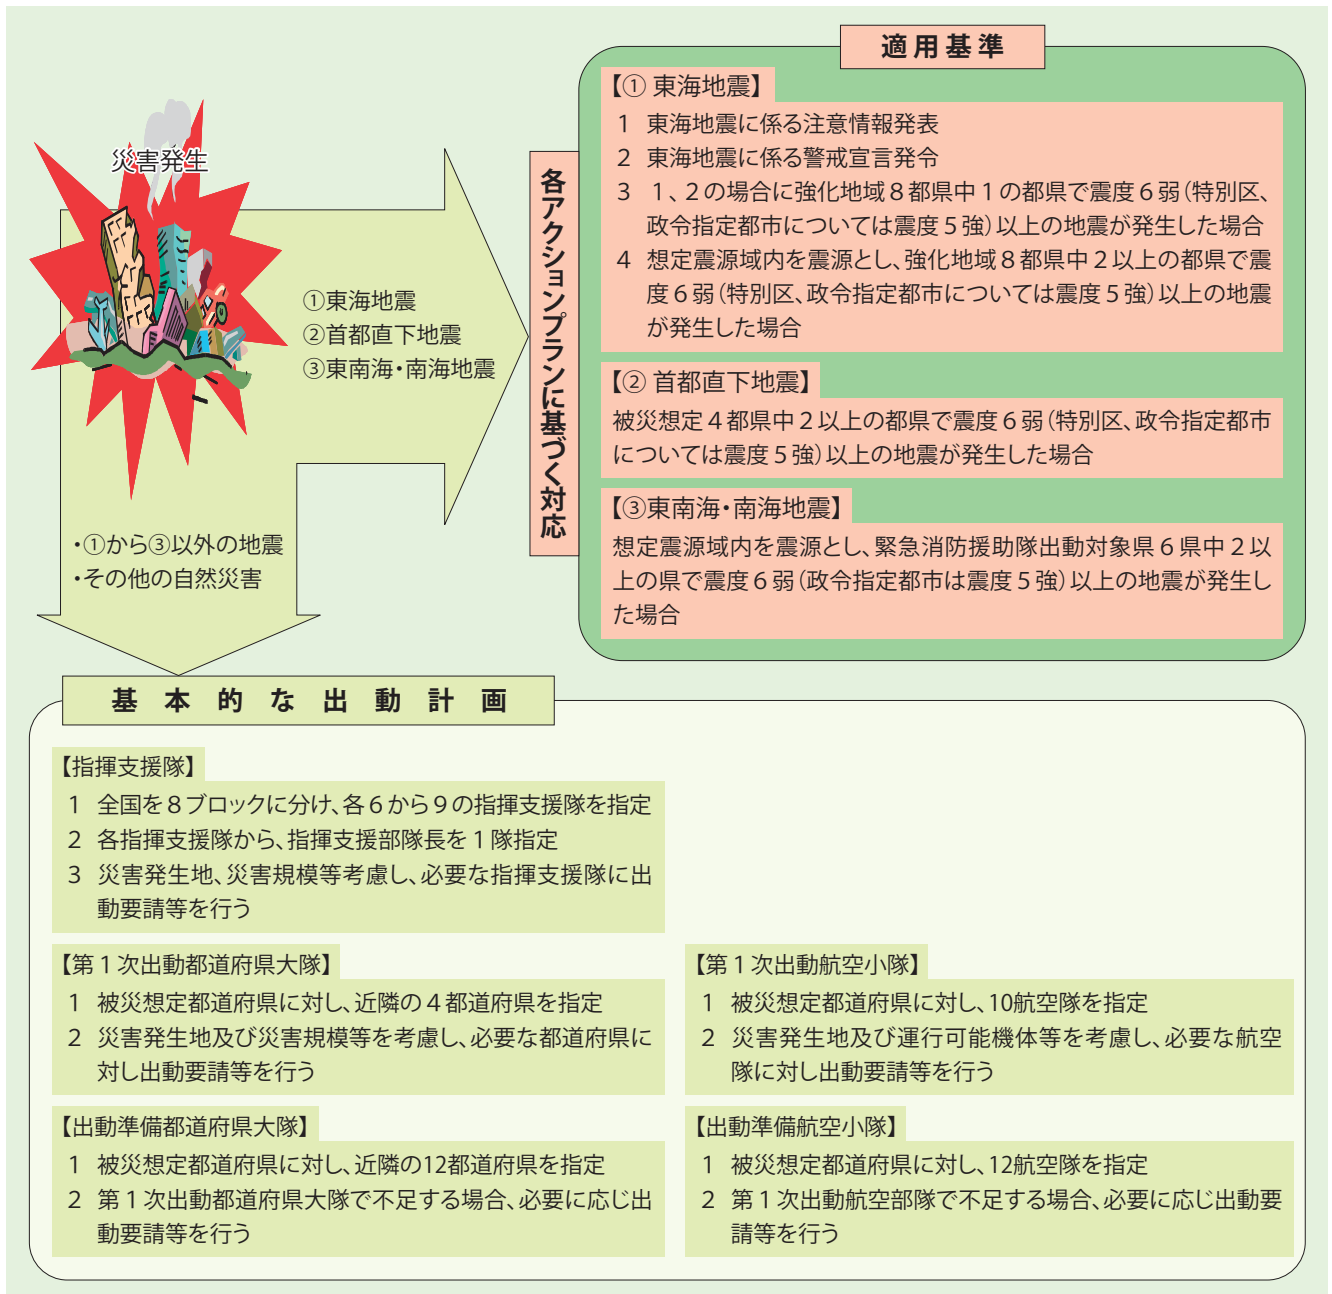 災害発生
①東海地震
②首都直下地震
③東南海・南海地震
・①から③以外の地震
・その他の自然災害
各アクションプランに基づく対応
適用基準
【① 東海地震】
1 東海地震に係る注意情報発表
2 東海地震に係る警戒宣言発令
3 1、2の場合に強化地域8都県中1の都県で震度6弱(特別区、
政令指定都市については震度5強)以上の地震が発生した場合
4 想定震源域内を震源とし、強化地域8都県中2以上の都県で震
度6弱(特別区、政令指定都市については震度5強)以上の地震
が発生した場合
【② 首都直下地震】
被災想定4都県中2以上の都県で震度6弱(特別区、政令指定都市
については震度5強)以上の地震が発生した場合
【③東南海・南海地震】
想定震源域内を震源とし、緊急消防援助隊出動対象県6県中2以
上の県で震度6弱(政令指定都市は震度5強)以上の地震が発生し
た場合
基本的な出動計画
【指揮支援隊】
1 全国を8ブロックに分け、各6から9の指揮支援隊を指定
2 各指揮支援隊から、指揮支援部隊長を1隊指定
3 災害発生地、災害規模等考慮し、必要な指揮支援隊に出
動要請等を行う
【第1次出動都道府県大隊】
1 被災想定都道府県に対し、近隣の4都道府県を指定
2 災害発生地及び災害規模等を考慮し、必要な都道府県に
対し出動要請等を行う
【第1次出動航空小隊】
1 被災想定都道府県に対し、10航空隊を指定
2 災害発生地及び運行可能機体等を考慮し、必要な航空
隊に対し出動要請等を行う
【出動準備都道府県大隊】
1 被災想定都道府県に対し、近隣の12都道府県を指定
2 第1次出動都道府県大隊で不足する場合、必要に応じ出
動要請等を行う
【出動準備航空小隊】
1 被災想定都道府県に対し、12航空隊を指定
2 第1次出動航空部隊で不足する場合、必要に応じ出動要
請等を行う